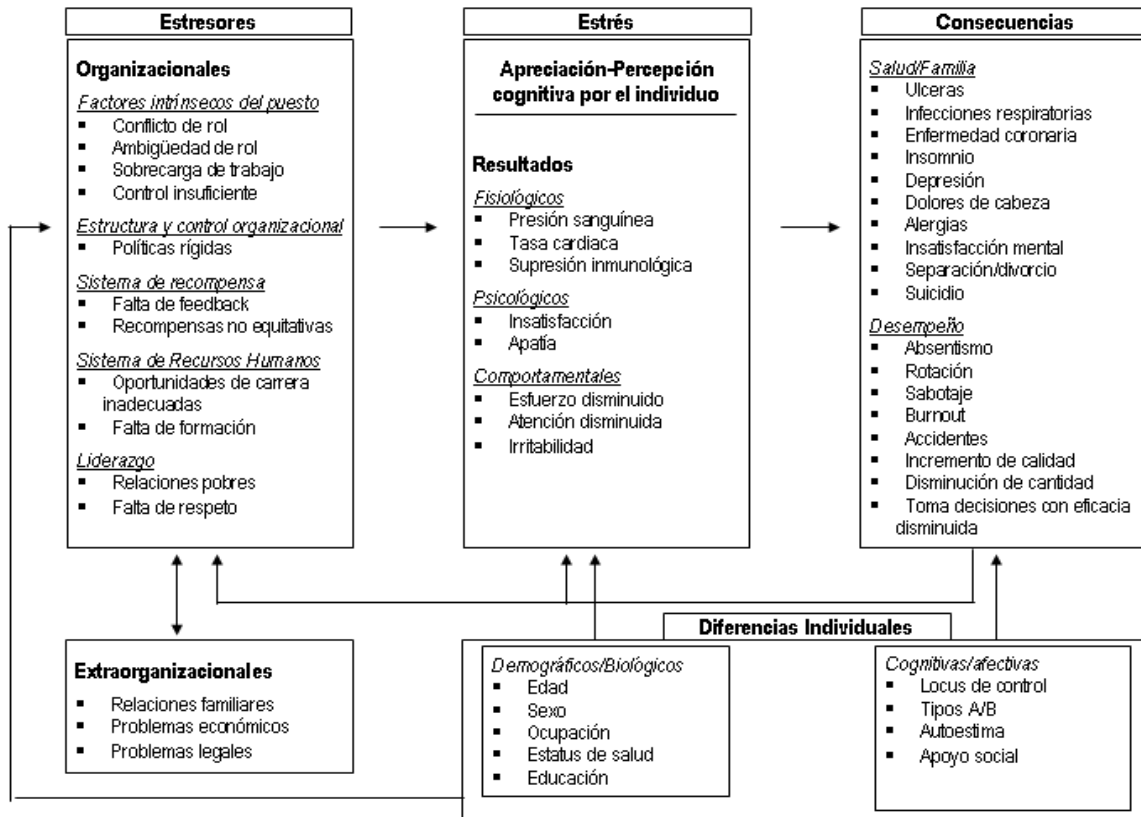 Estresores
Organizacionales
Factores intrínsecos del puesto
▪ Conflicto de rol
▪ Ambigüedad de rol
▪ Sobrecarga de trabajo
▪ Control insuficiente
Estructura y control organizacional
▪ Políticas rígidas
Sistema de recompensa
▪ Falta de feedback
▪ Recompensas no equitativas
Sistema de Recursos Humanos
▪ Oportunidades de carrera
inadecuadas
▪ Falta de formación
Liderazgo
▪ Relaciones pobres
▪ Falta de respeto
Extraorganizacionales
▪ Relaciones familiares
▪ Problemas económicos
▪ Problemas legales
Estrés
Apreciación-Percepción
cognitiva por el individuo
Resultados
Fisiológicos
▪ Presión sanguínea
▪ Tasa cardiaca
▪ Supresión inmunológica
Psicológicos
▪ Insatisfacción
▪ Apatía
Comportamentales
▪ Esfuerzo disminuido
▪ Atención disminuida
▪ Irritabilidad
Consecuencias
Salud/Familia
▪ Ulceras
▪ Infecciones respiratorias
▪ Enfermedad coronaria
▪ Insomnio
▪ Depresión
▪ Dolores de cabeza
▪ Alergias
▪ Insatisfacción mental
▪ Separación/divorcio
▪ Suicidio
Desempeño
▪ Absentismo
▪ Rotación
▪ Sabotaje
▪ Burnout
▪ Accidentes
▪ Incremento de calidad
▪ Disminución de cantidad
▪ Toma decisiones con eficacia
disminuida
Diferencias Individuales
Demográficos/Biológicos
▪ Edad
▪ Sexo
▪ Ocupación
▪ Estatus de salud
▪ Educación
Cognitivas/afectivas
▪ Locus de control
▪ Tipos A/B
▪ Autoestima
▪ Apoyo social